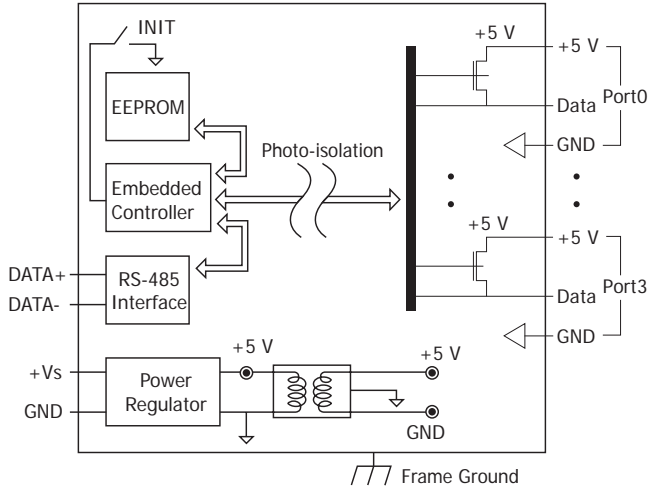 INIT
EEPROM
Embedded
Controller
Photo-isolation
DATA+
DATA-
RS-485
Interface
+Vs
GND
Power
Regulator
+5 V
+5 V
GND
+5 V
+5 V
Data
Port0
GND
+5 V
+5 V
Data
Port3
GND
Frame Ground